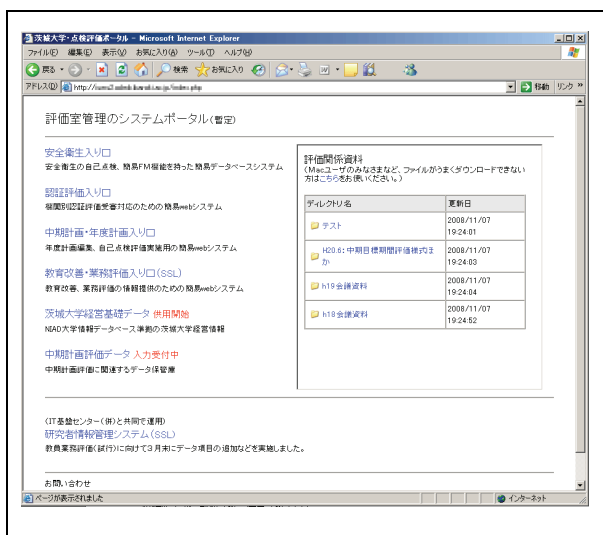 茨城大学・点検評価ポータル - Microsoft Internet Explorer
ファイル(F) 編集(E) 表示(V) お気に入り(A) ツール(T) ヘルプ(H)
戻る 検索 お気に入り
アドレス(D) http:// 移動 リンク »
評価室管理のシステムポータル(暫定)
安全衛生入り口
安全衛生の自己点検、簡易FM機能を持った簡易データベースシステム
認証評価入り口
機関別認証評価受審対応のための簡易webシステム
中期計画・年度計画入り口
年度計画編集、自己点検評価実施用の簡易webシステム
教育改善・業務評価入り口(SSL)
教育改善、業務評価の情報提供のための簡易webシステム
茨城大学経営基礎データ 供用開始
NIAD大学情報データベース準拠の茨城大学経営情報
中期計画評価データ 入力受付中
中期計画評価に関連するデータ保管庫
評価関係資料
(Macユーザのみなさまなど、ファイルがうまくダウンロードできない
方はこちらをお使いください。)
ディレクトリ名 更新日
テスト 2008/11/07
19:24:01
H20.6:中期目標期間評価様式ほ
か 2008/11/07
19:24:03
h19会議資料 2008/11/07
19:24:04
h18会議資料 2008/11/07
19:24:52
(IT基盤センター(併)と共同で運用)
研究者情報管理システム(SSL)
教員業務評価(試行)に向けて3月末にデータ項目の追加などを実施しました。
お問い合わせ
ページが表示されました インターネット